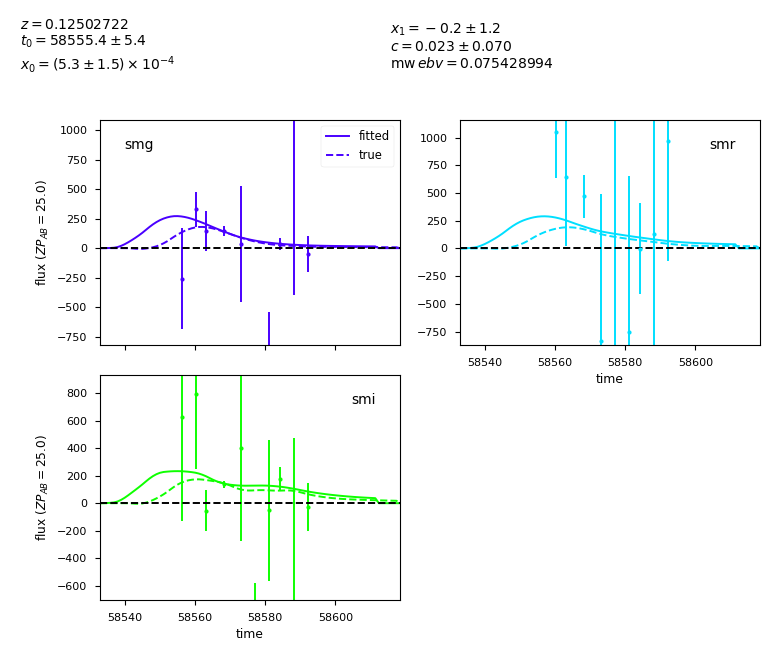 z = 0.12502722
t₀ = 58555.4 ± 5.4
x₀ = (5.3 ± 1.5) × 10⁻⁴
x₁ = −0.2 ± 1.2
c = 0.023 ± 0.070
mw ebv = 0.075428994
smg
fitted
true
1000
750
500
250
0
−250
−500
−750
flux (ZP_AB = 25.0)
smr
1000
750
500
250
0
−250
−500
−750
58540 58560 58580 58600
time
smi
800
600
400
200
0
−200
−400
−600
flux (ZP_AB = 25.0)
58540 58560 58580 58600
time